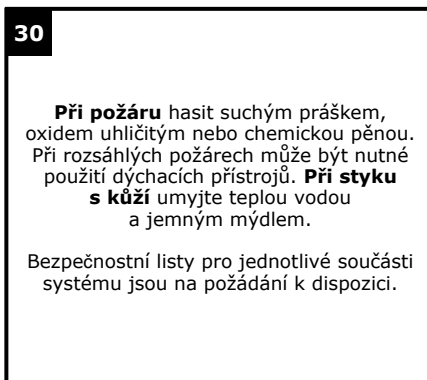 30
Při požáru hasit suchým práškem,
oxidem uhličitým nebo chemickou pěnou.
Při rozsáhlých požárech může být nutné
použití dýchacích přístrojů. Při styku
s kůží umyjte teplou vodou
a jemným mýdlem.
Bezpečnostní listy pro jednotlivé součásti
systému jsou na požádání k dispozici.